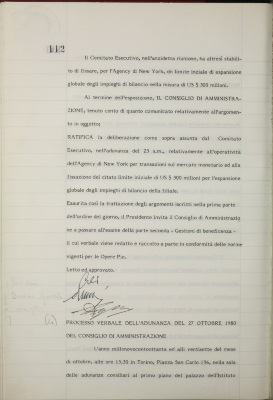 112
Il Comitato Esecutivo, nell'anzidetta riunione, ha altresì stabili-
to di fissare, per l'Agency di New York, un limite iniziale di espansione
globale degli impieghi di bilancio nella misura di US $ 300 milioni.
Al termine dell'esposizione, IL CONSIGLIO DI AMMINISTRA-
ZIONE, tenuto conto di quanto comunicato relativamente all'argomen-
to in oggetto;
RATIFICA la deliberazione come sopra assunta dal Comitato
Esecutivo, nell'adunanza del 25 s.m., relativamente all'operatività
dell'Agency di New York per transazioni sul mercato monetario ed alla
fissazione del citato limite iniziale di US $ 300 milioni per l'espansione
globale degli impieghi di bilancio della filiale.
Esaurita così la trattazione degli argomenti iscritti nella prima parte
dell'ordine del giorno, il Presidente invita il Consiglio di Amministrazio-
ne a passare all'esame della parte seconda - Gestioni di beneficenza -
il cui verbale viene redatto e raccolto a parte in conformità delle norme
vigenti per le Opere Pie.
Letto ed approvato.
PROCESSO VERBALE DELL'ADUNANZA DEL 27 OTTOBRE 1980
DEL CONSIGLIO DI AMMINISTRAZIONE
L'anno millenovecentoottanta ed alli ventisette del mese
di ottobre, alle ore 15,30 in Torino, Piazza San Carlo 156, nella sala
delle adunanze consiliari al primo piano del palazzo dell'Istituto